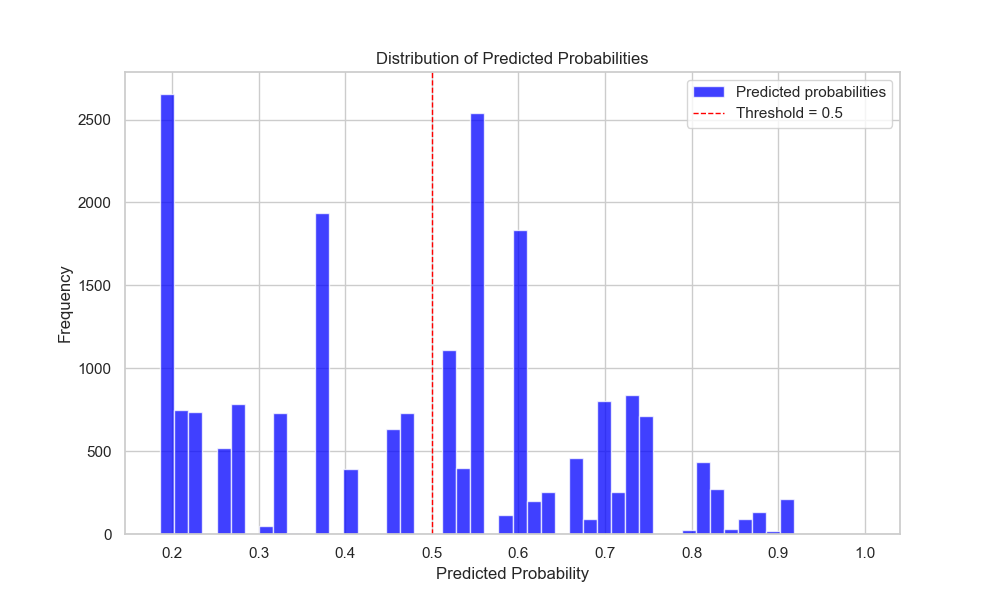 Distribution of Predicted Probabilities
Predicted probabilities
Threshold = 0.5
2500
2000
1500
1000
500
0
Frequency
0.2 0.3 0.4 0.5 0.6 0.7 0.8 0.9 1.0
Predicted Probability